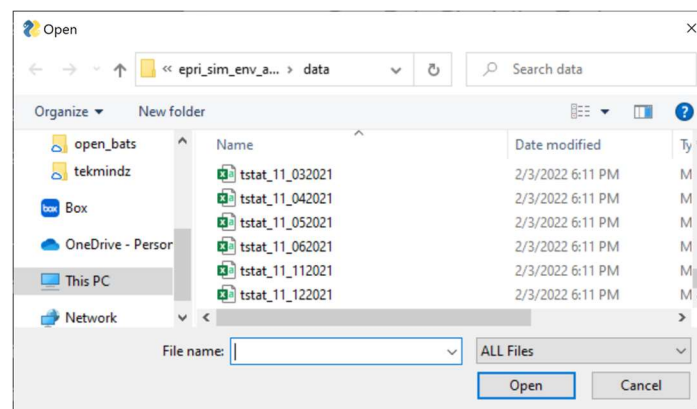 Open
« epri_sim_env_a... > data
Search data
Organize
New folder
open_bats
tekmindz
box
Box
OneDrive - Person
This PC
Network
Name
Date modified
Ty
tstat_11_032021
2/3/2022 6:11 PM
M
tstat_11_042021
2/3/2022 6:11 PM
M
tstat_11_052021
2/3/2022 6:11 PM
M
tstat_11_062021
2/3/2022 6:11 PM
M
tstat_11_112021
2/3/2022 6:11 PM
M
tstat_11_122021
2/3/2022 6:11 PM
M
File name:
ALL Files
Open
Cancel